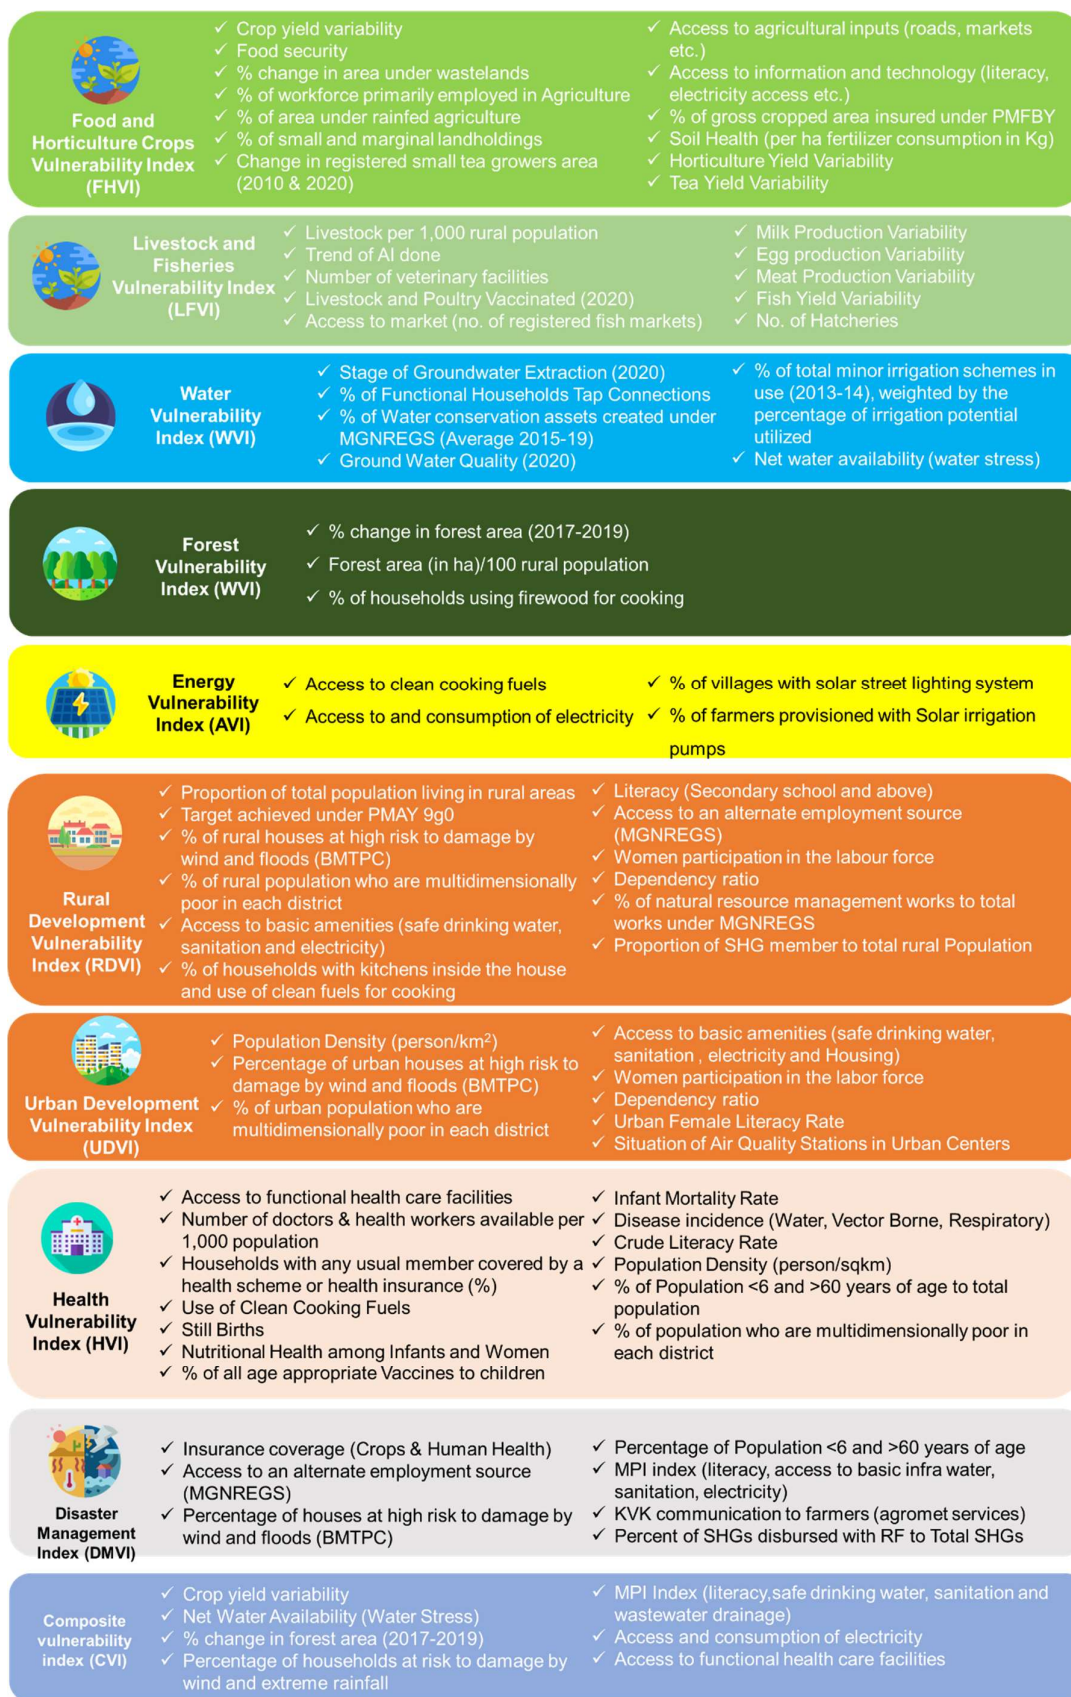 Food and
Horticulture Crops
Vulnerability Index
(FHVI)
✓ Crop yield variability
✓ Food security
✓ % change in area under wastelands
✓ % of workforce primarily employed in Agriculture
✓ % of area under rainfed agriculture
✓ % of small and marginal landholdings
✓ Change in registered small tea growers area
(2010 & 2020)
✓ Access to agricultural inputs (roads, markets
etc.)
✓ Access to information and technology (literacy,
electricity access etc.)
✓ % of gross cropped area insured under PMFBY
✓ Soil Health (per ha fertilizer consumption in Kg)
✓ Horticulture Yield Variability
✓ Tea Yield Variability
Livestock and
Fisheries
Vulnerability Index
(LFVI)
✓ Livestock per 1,000 rural population
✓ Trend of AI done
✓ Number of veterinary facilities
✓ Livestock and Poultry Vaccinated (2020)
✓ Access to market (no. of registered fish markets)
✓ Milk Production Variability
✓ Egg production Variability
✓ Meat Production Variability
✓ Fish Yield Variability
✓ No. of Hatcheries
Water
Vulnerability
Index (WVI)
✓ Stage of Groundwater Extraction (2020)
✓ % of Functional Households Tap Connections
✓ % of Water conservation assets created under
MGNREGS (Average 2015-19)
✓ Ground Water Quality (2020)
✓ % of total minor irrigation schemes in
use (2013-14), weighted by the
percentage of irrigation potential
utilized
✓ Net water availability (water stress)
Forest
Vulnerability
Index (WVI)
✓ % change in forest area (2017-2019)
✓ Forest area (in ha)/100 rural population
✓ % of households using firewood for cooking
Energy
Vulnerability
Index (AVI)
✓ Access to clean cooking fuels
✓ Access to and consumption of electricity
✓ % of villages with solar street lighting system
✓ % of farmers provisioned with Solar irrigation
pumps
Rural
Development
Vulnerability
Index (RDVI)
✓ Proportion of total population living in rural areas
✓ Target achieved under PMAY 9g0
✓ % of rural houses at high risk to damage by
wind and floods (BMTPC)
✓ % of rural population who are multidimensionally
poor in each district
✓ Access to basic amenities (safe drinking water,
sanitation and electricity)
✓ % of households with kitchens inside the house
and use of clean fuels for cooking
✓ Literacy (Secondary school and above)
✓ Access to an alternate employment source
(MGNREGS)
✓ Women participation in the labour force
✓ Dependency ratio
✓ % of natural resource management works to total
works under MGNREGS
✓ Proportion of SHG member to total rural Population
Urban Development
Vulnerability Index
(UDVI)
✓ Population Density (person/km²)
✓ Percentage of urban houses at high risk to
damage by wind and floods (BMTPC)
✓ % of urban population who are
multidimensionally poor in each district
✓ Access to basic amenities (safe drinking water,
sanitation , electricity and Housing)
✓ Women participation in the labor force
✓ Dependency ratio
✓ Urban Female Literacy Rate
✓ Situation of Air Quality Stations in Urban Centers
Health
Vulnerability
Index (HVI)
✓ Access to functional health care facilities
✓ Number of doctors & health workers available per
1,000 population
✓ Households with any usual member covered by a
health scheme or health insurance (%)
✓ Use of Clean Cooking Fuels
✓ Still Births
✓ Nutritional Health among Infants and Women
✓ % of all age appropriate Vaccines to children
✓ Infant Mortality Rate
✓ Disease incidence (Water, Vector Borne, Respiratory)
✓ Crude Literacy Rate
✓ Population Density (person/sqkm)
✓ % of Population <6 and >60 years of age to total
population
✓ % of population who are multidimensionally poor in
each district
Disaster
Management
Index (DMVI)
✓ Insurance coverage (Crops & Human Health)
✓ Access to an alternate employment source
(MGNREGS)
✓ Percentage of houses at high risk to damage by
wind and floods (BMTPC)
✓ Percentage of Population <6 and >60 years of age
✓ MPI index (literacy, access to basic infra water,
sanitation, electricity)
✓ KVK communication to farmers (agromet services)
✓ Percent of SHGs disbursed with RF to Total SHGs
Composite
vulnerability
index (CVI)
✓ Crop yield variability
✓ Net Water Availability (Water Stress)
✓ % change in forest area (2017-2019)
✓ Percentage of households at risk to damage by
wind and extreme rainfall
✓ MPI Index (literacy,safe drinking water, sanitation and
wastewater drainage)
✓ Access and consumption of electricity
✓ Access to functional health care facilities